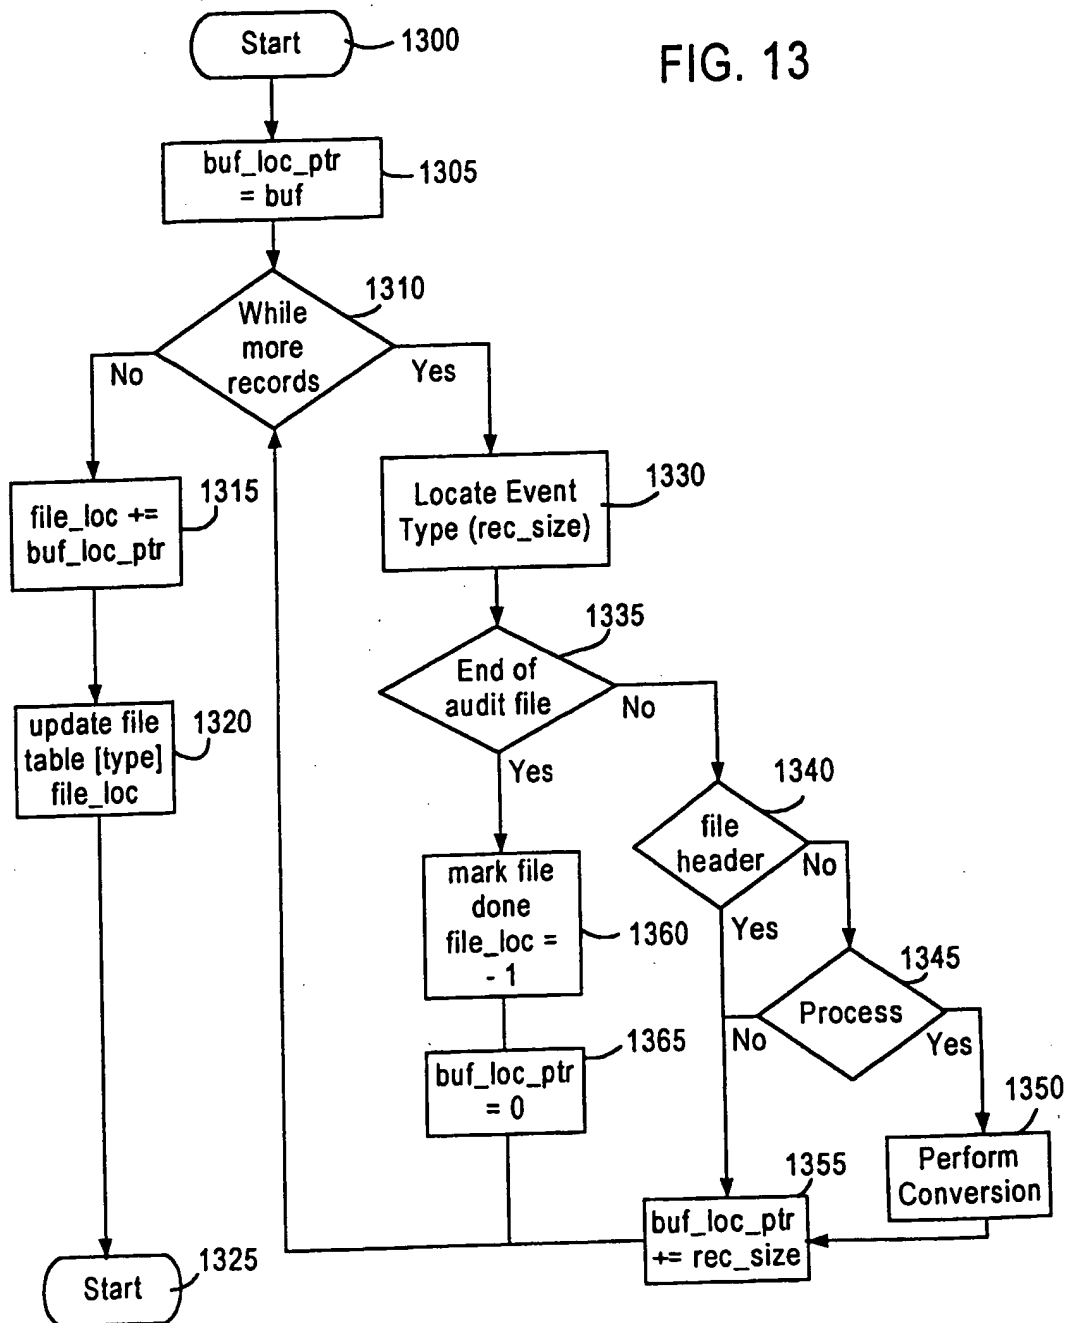 Start
1300
FIG. 13
buf_loc_ptr
= buf
1305
While
more
records
1310
No
Yes
file_loc +=
buf_loc_ptr
1315
Locate Event
Type (rec_size)
1330
update file
table [type]
file_loc
1320
End of
audit file
1335
No
Yes
file
header
1340
No
Yes
mark file
done
file_loc =
- 1
1360
Process
1345
No
Yes
buf_loc_ptr
= 0
1365
Perform
Conversion
1350
buf_loc_ptr
+= rec_size
1355
Start
1325